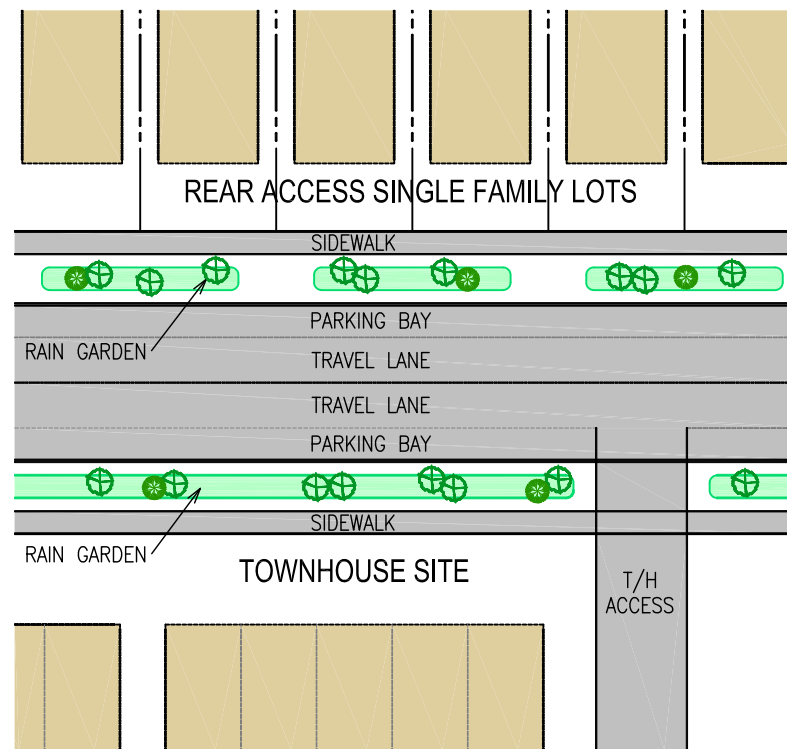 REAR ACCESS SINGLE FAMILY LOTS
SIDEWALK
PARKING BAY
RAIN GARDEN
TRAVEL LANE
TRAVEL LANE
PARKING BAY
SIDEWALK
RAIN GARDEN
TOWNHOUSE SITE
T/H
ACCESS